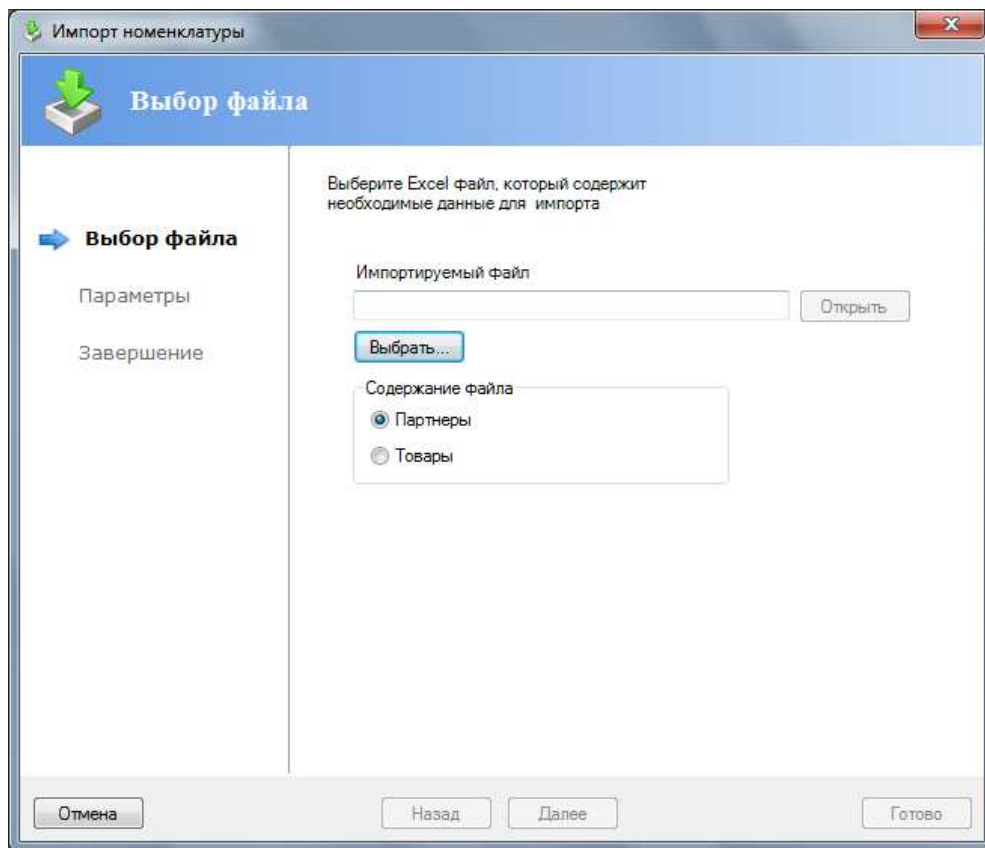 Импорт номенклатуры
Выбор файла
Выберите Excel файл, который содержит
необходимые данные для импорта
Выбор файла
Параметры
Завершение
Импортируемый файл
Открыть
Выбрать...
Содержание файла
Партнеры
Товары
Отмена
Назад
Далее
Готово